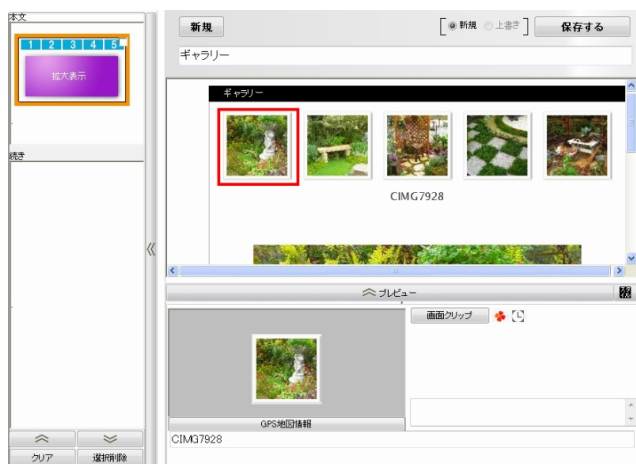 本文
1 2 3 4 5
拡大表示
続き
クリア
選択削除
新規
新規
上書き
保存する
ギャラリー
ギャラリー
CIMG7928
プレビュー
画面クリップ
GPS地図情報
CIMG7928